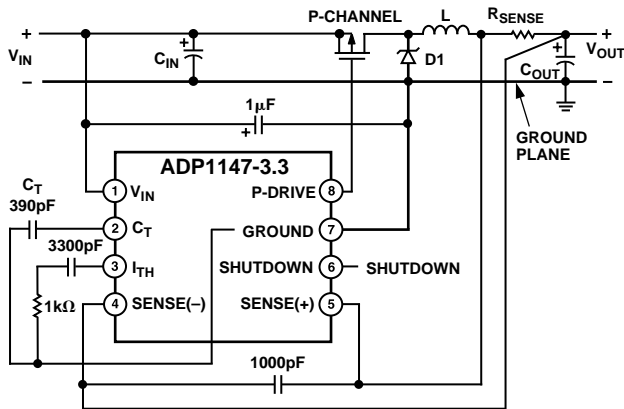 P-CHANNEL
L
RSENSE
+
VIN
–
+
CIN
D1
+
COUT
+
VOUT
–
1µF
+
GROUND
PLANE
ADP1147-3.3
CT
390pF
1
VIN
P-DRIVE
8
2
CT
GROUND
7
3300pF
3
ITH
SHUTDOWN
6
SHUTDOWN
1kΩ
4
SENSE(–)
SENSE(+)
5
1000pF